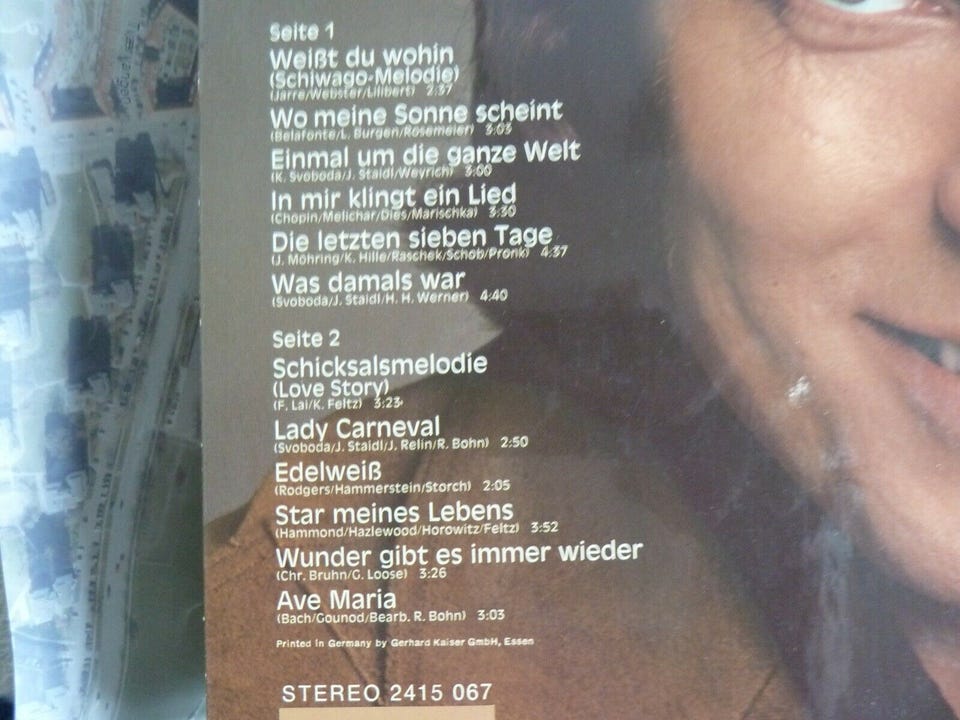 Seite 1
Weißt du wohin
(Schiwago-Melodie)
(Jarre/Webster/Lilibert) 2:37
Wo meine Sonne scheint
(Belafonte/L. Burgen/Rosemeier) 3:03
Einmal um die ganze Welt
(K. Svoboda/J. Staidl/Weyrich) 3:00
In mir klingt ein Lied
(Chopin/Melichar/Dies/Marischka) 3:30
Die letzten sieben Tage
(J. Möhring/K. Hille/Raschek/Schob/Pronk) 4:37
Was damals war
(Svoboda/J. Staidl/H. H. Werner) 4:40
Seite 2
Schicksalsmelodie
(Love Story)
(F. Lai/K. Feltz) 3:23
Lady Carneval
(Svoboda/J. Staidl/J. Relin/R. Bohn) 2:50
Edelweiß
(Rodgers/Hammerstein/Storch) 2:05
Star meines Lebens
(Hammond/Hazlewood/Horowitz/Feltz) 3:52
Wunder gibt es immer wieder
(Chr. Bruhn/G. Loose) 3:26
Ave Maria
(Bach/Gounod/Bearb. R. Bohn) 3:03
Printed in Germany by Gerhard Kaiser GmbH, Essen
STEREO 2415 067